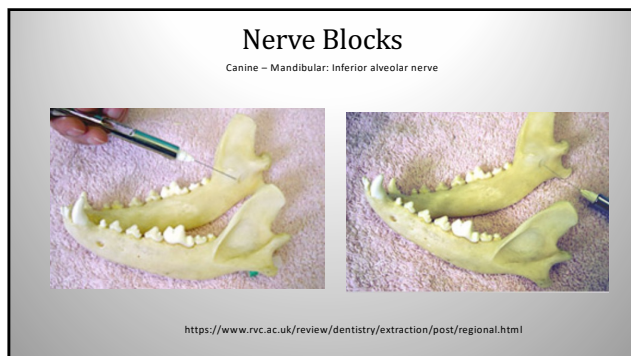 Nerve Blocks
Canine – Mandibular: Inferior alveolar nerve
https://www.rvc.ac.uk/review/dentistry/extraction/post/regional.html